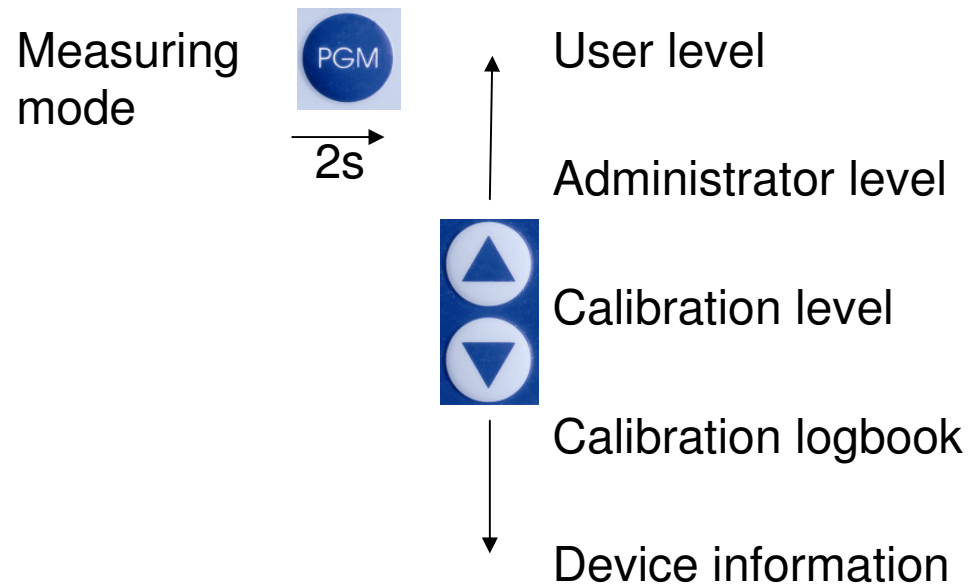 Measuring
mode
PGM
2s
User level
Administrator level
Calibration level
Calibration logbook
Device information